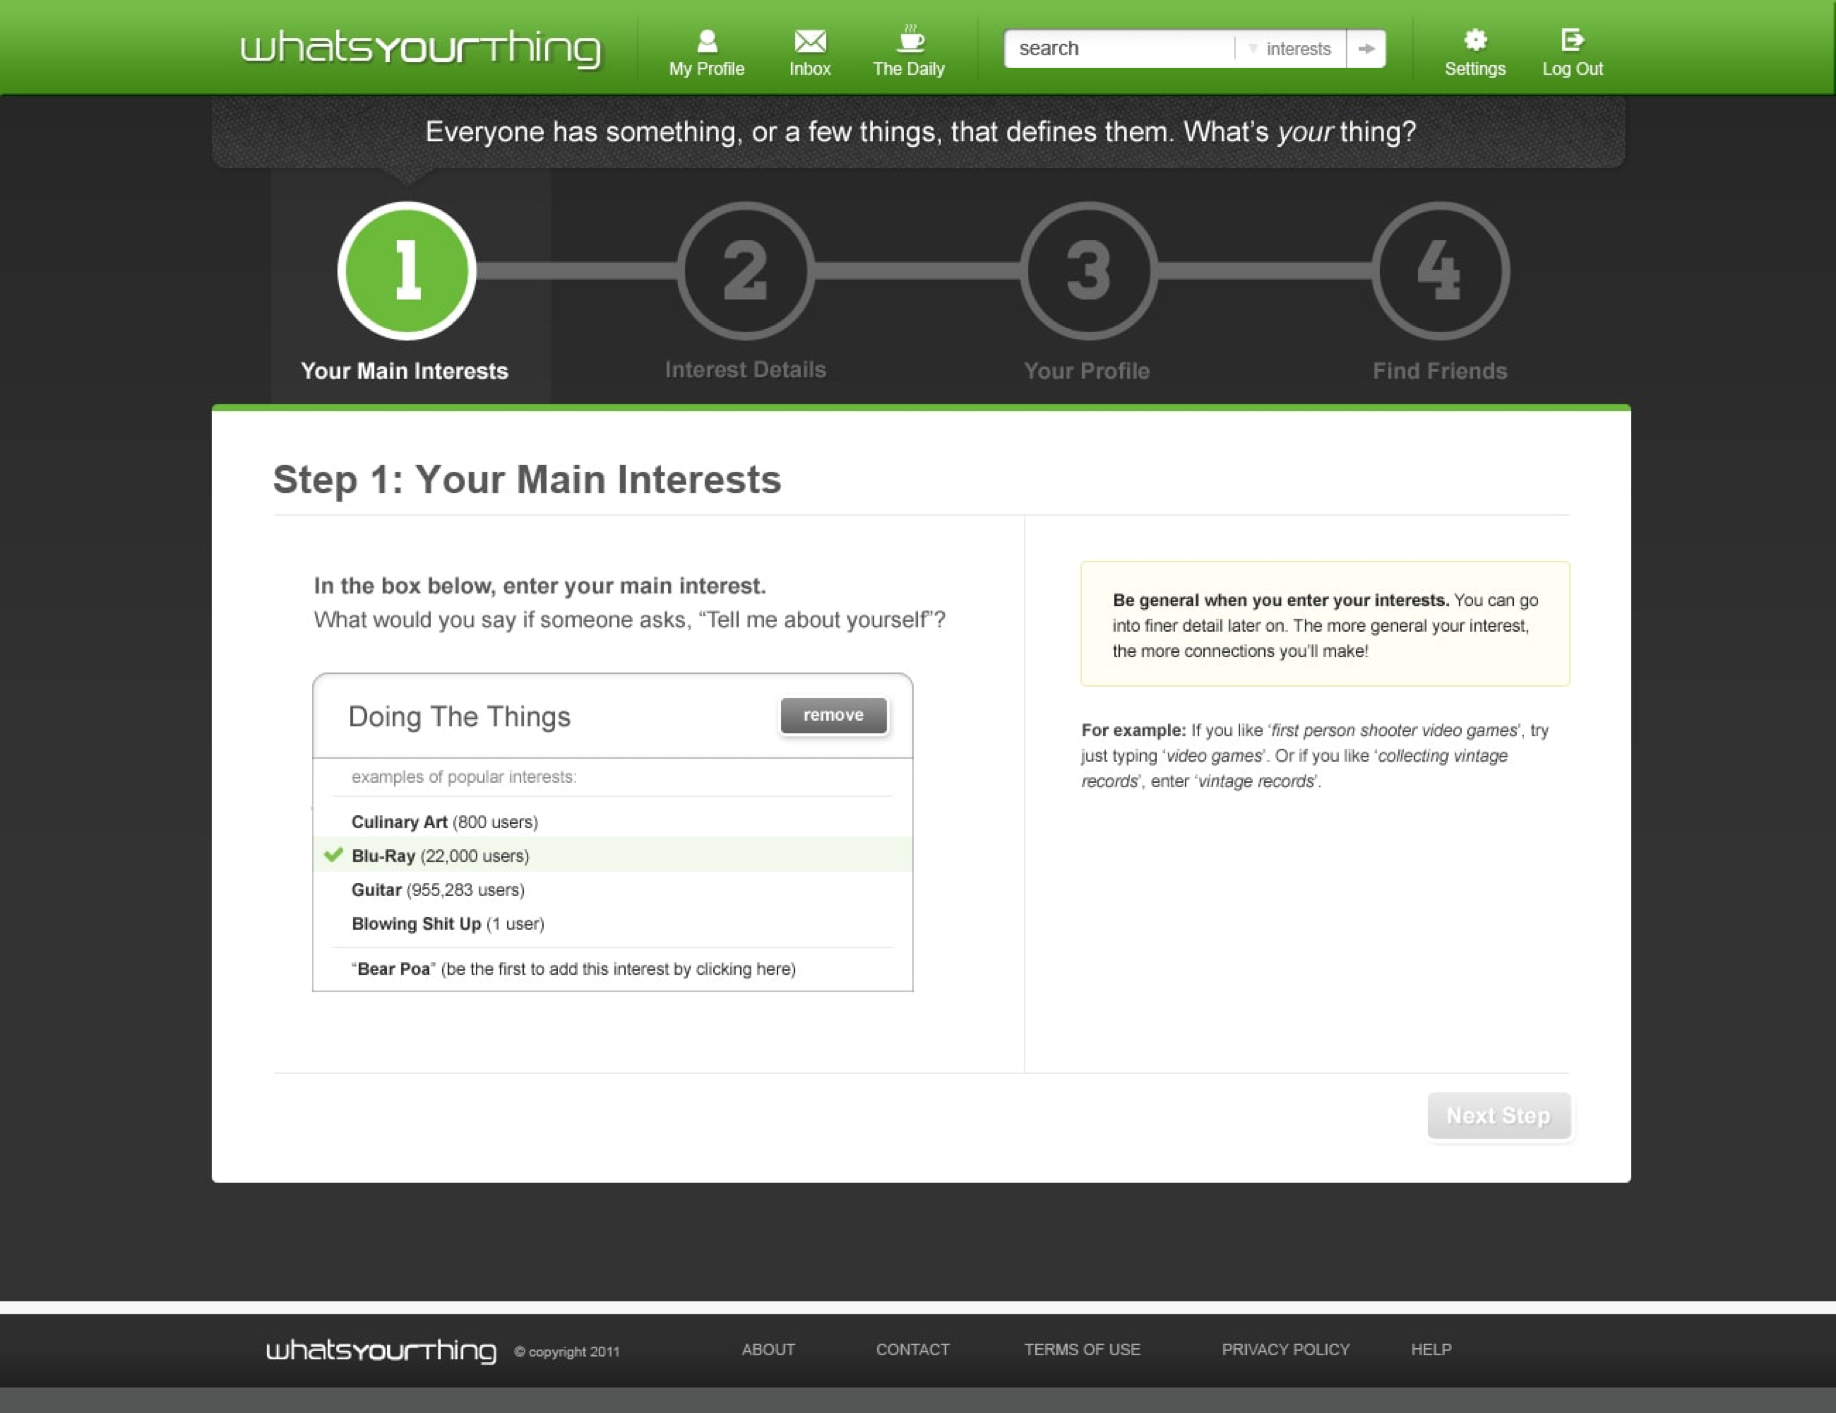 whatsyourthing
My Profile
Inbox
The Daily
search
interests
Settings
Log Out
Everyone has something, or a few things, that defines them. What’s your thing?
1
2
3
4
Your Main Interests
Interest Details
Your Profile
Find Friends
Step 1: Your Main Interests
In the box below, enter your main interest.
What would you say if someone asks, “Tell me about yourself”?
Doing The Things
remove
examples of popular interests:
Culinary Art (800 users)
Blu-Ray (22,000 users)
Guitar (955,283 users)
Blowing Shit Up (1 user)
“Bear Poa” (be the first to add this interest by clicking here)
Be general when you enter your interests. You can go
into finer detail later on. The more general your interest,
the more connections you’ll make!
For example: If you like ‘first person shooter video games’, try
just typing ‘video games’. Or if you like ‘collecting vintage
records’, enter ‘vintage records’.
Next Step
whatsyourthing
© copyright 2011
ABOUT
CONTACT
TERMS OF USE
PRIVACY POLICY
HELP